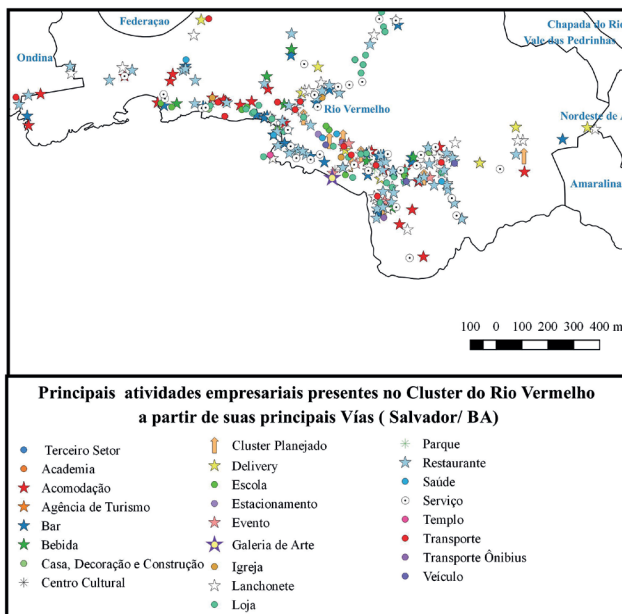 Federaçao
Chapada do Rio
Ondina
Vale das Pedrinhas
Rio Vermelho
Nordeste de A
Amaralina
100 0 100 200 300 400 m
Principais atividades empresariais presentes no Cluster do Rio Vermelho
a partir de suas principais Vías ( Salvador/ BA)
Terceiro Setor
Academia
Acomodação
Agência de Turismo
Bar
Bebida
Casa, Decoração e Construção
Centro Cultural
Cluster Planejado
Delivery
Escola
Estacionamento
Evento
Galeria de Arte
Igreja
Lanchonete
Loja
Parque
Restaurante
Saúde
Serviço
Templo
Transporte
Transporte Ônibius
Veículo